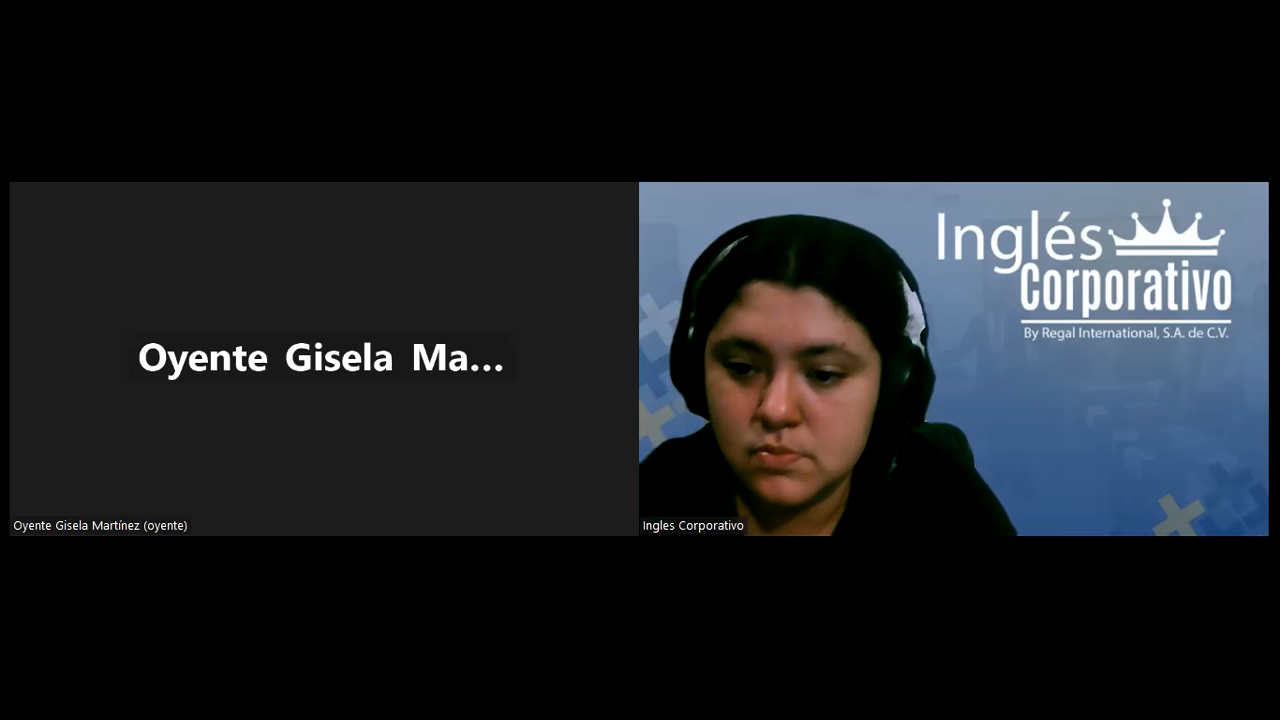 Oyente Gisela Ma...
Oyente Gisela Martínez (oyente)
Inglés
Corporativo
By Regal International, S.A. de C.V.
Ingles Corporativo